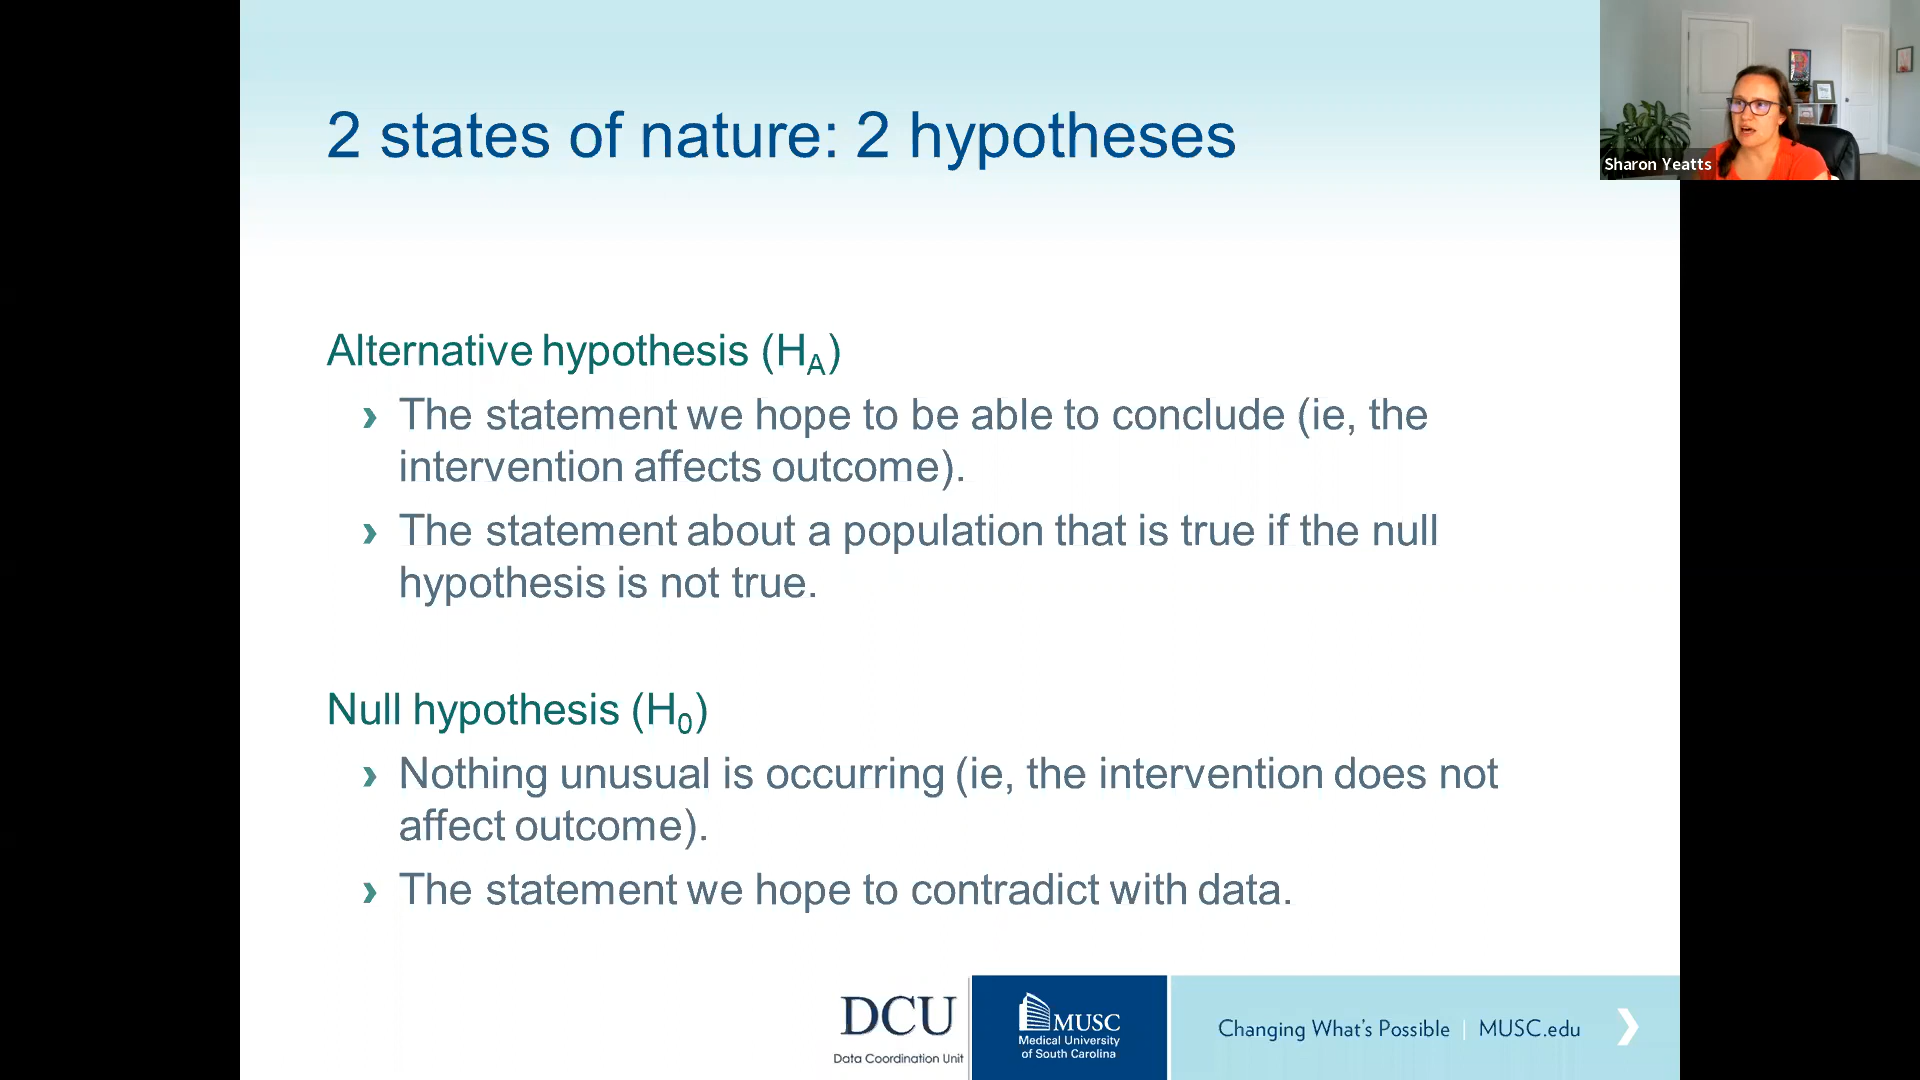 2 states of nature: 2 hypotheses
Sharon Yeatts
Alternative hypothesis (H_A)
› The statement we hope to be able to conclude (ie, the
intervention affects outcome).
› The statement about a population that is true if the null
hypothesis is not true.
Null hypothesis (H_0)
› Nothing unusual is occurring (ie, the intervention does not
affect outcome).
› The statement we hope to contradict with data.
DCU
Data Coordination Unit
MUSC
Medical University
of South Carolina
Changing What's Possible | MUSC.edu